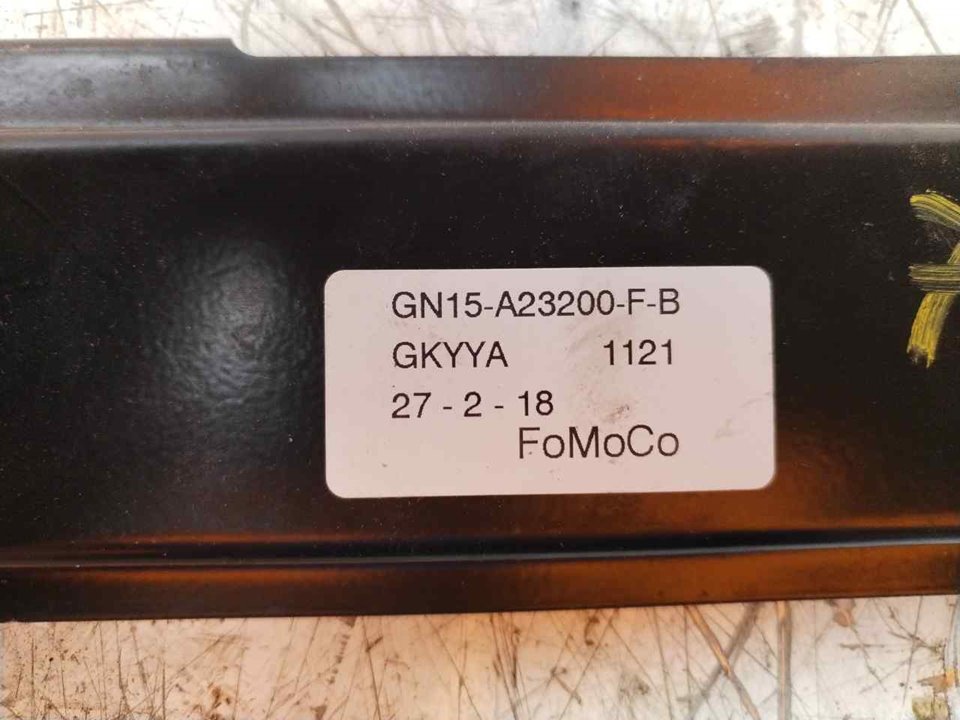 GN15-A23200-F-B
GKYYA 1121
27 - 2 - 18
FoMoCo